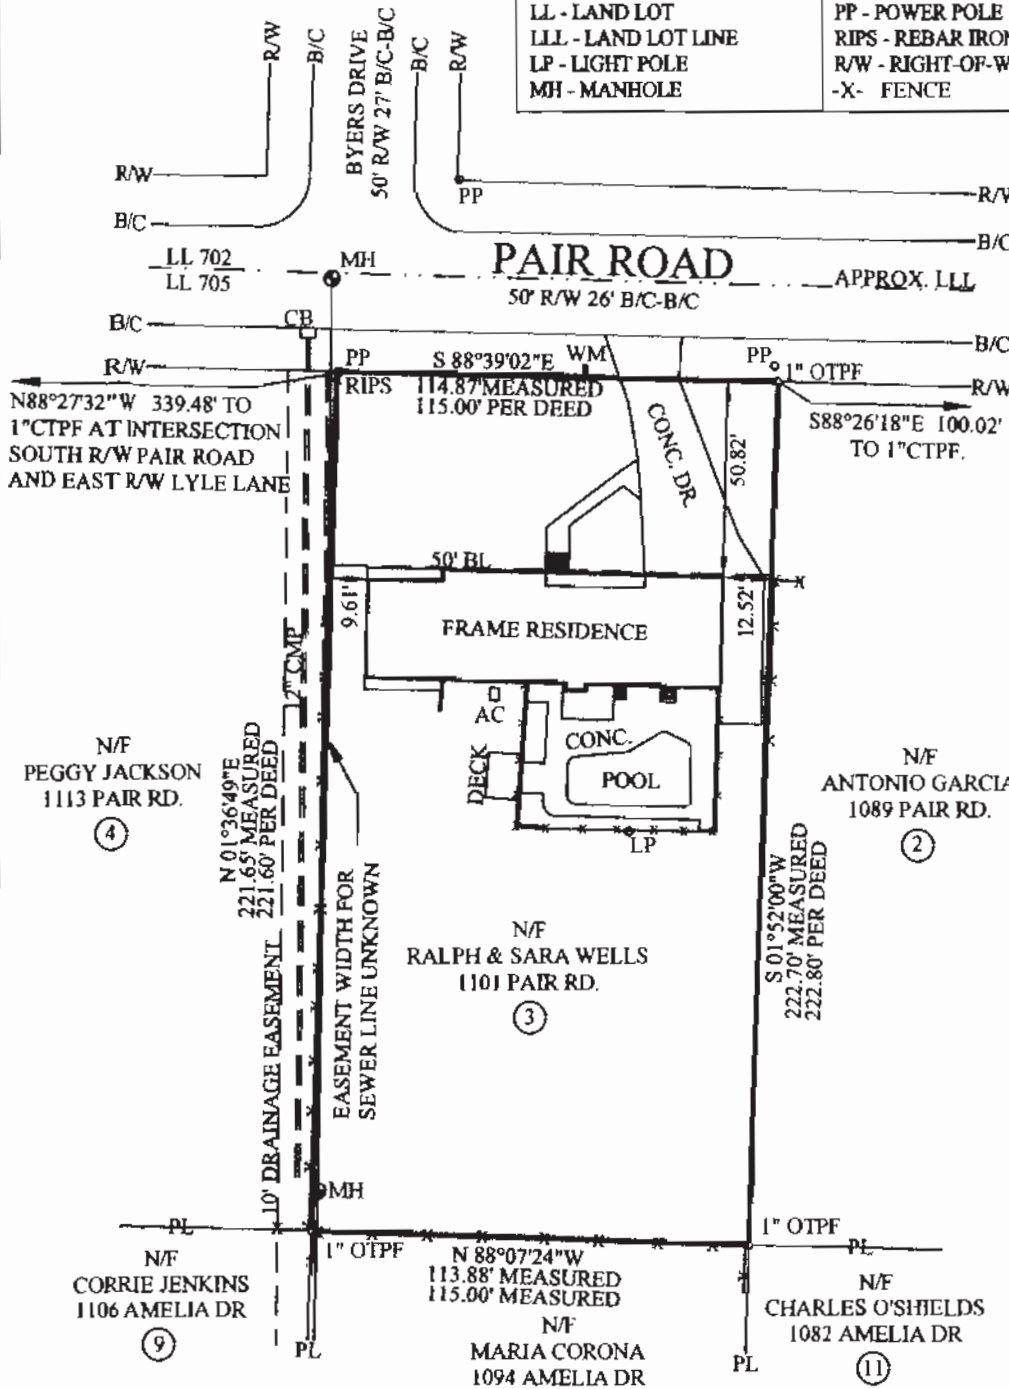 LL - LAND LOT
LLL - LAND LOT LINE
LP - LIGHT POLE
MH - MANHOLE
PP - POWER POLE
RIPS - REBAR IRON
R/W - RIGHT-OF-W
-X- FENCE
R/W
B/C
BYERS DRIVE
50' R/W 27' B/C-B/C
B/C
R/W
R/W
B/C
PP
R/W
B/C
LL 702
LL 705
MH
PAIR ROAD
50' R/W 26' B/C-B/C
APPROX. LLL
B/C
CB
B/C
R/W
PP
RIPS
S 88°39'02"E
114.87' MEASURED
115.00' PER DEED
WM
PP
1" OTPF
R/W
N88°27'32"W 339.48' TO
1"CTPF AT INTERSECTION
SOUTH R/W PAIR ROAD
AND EAST R/W LYLE LANE
S88°26'18"E 100.02'
TO 1"CTPF.
CONC. DR.
50.82'
50' BL
9.61'
FRAME RESIDENCE
12.52'
12" CMP
AC
DECK
CONC.
POOL
LP
N/F
PEGGY JACKSON
1113 PAIR RD.
4
N 01°36'49"E
221.65' MEASURED
221.60' PER DEED
N/F
ANTONIO GARCIA
1089 PAIR RD.
2
EASEMENT WIDTH FOR
SEWER LINE UNKNOWN
N/F
RALPH & SARA WELLS
1101 PAIR RD.
3
S 01°52'00"W
222.70' MEASURED
222.80' PER DEED
10' DRAINAGE EASEMENT
MH
PL
1" OTPF
N 88°07'24"W
113.88' MEASURED
115.00' MEASURED
1" OTPF
PL
N/F
CORRIE JENKINS
1106 AMELIA DR
9
PL
N/F
MARIA CORONA
1094 AMELIA DR
PL
N/F
CHARLES O'SHIELDS
1082 AMELIA DR
11